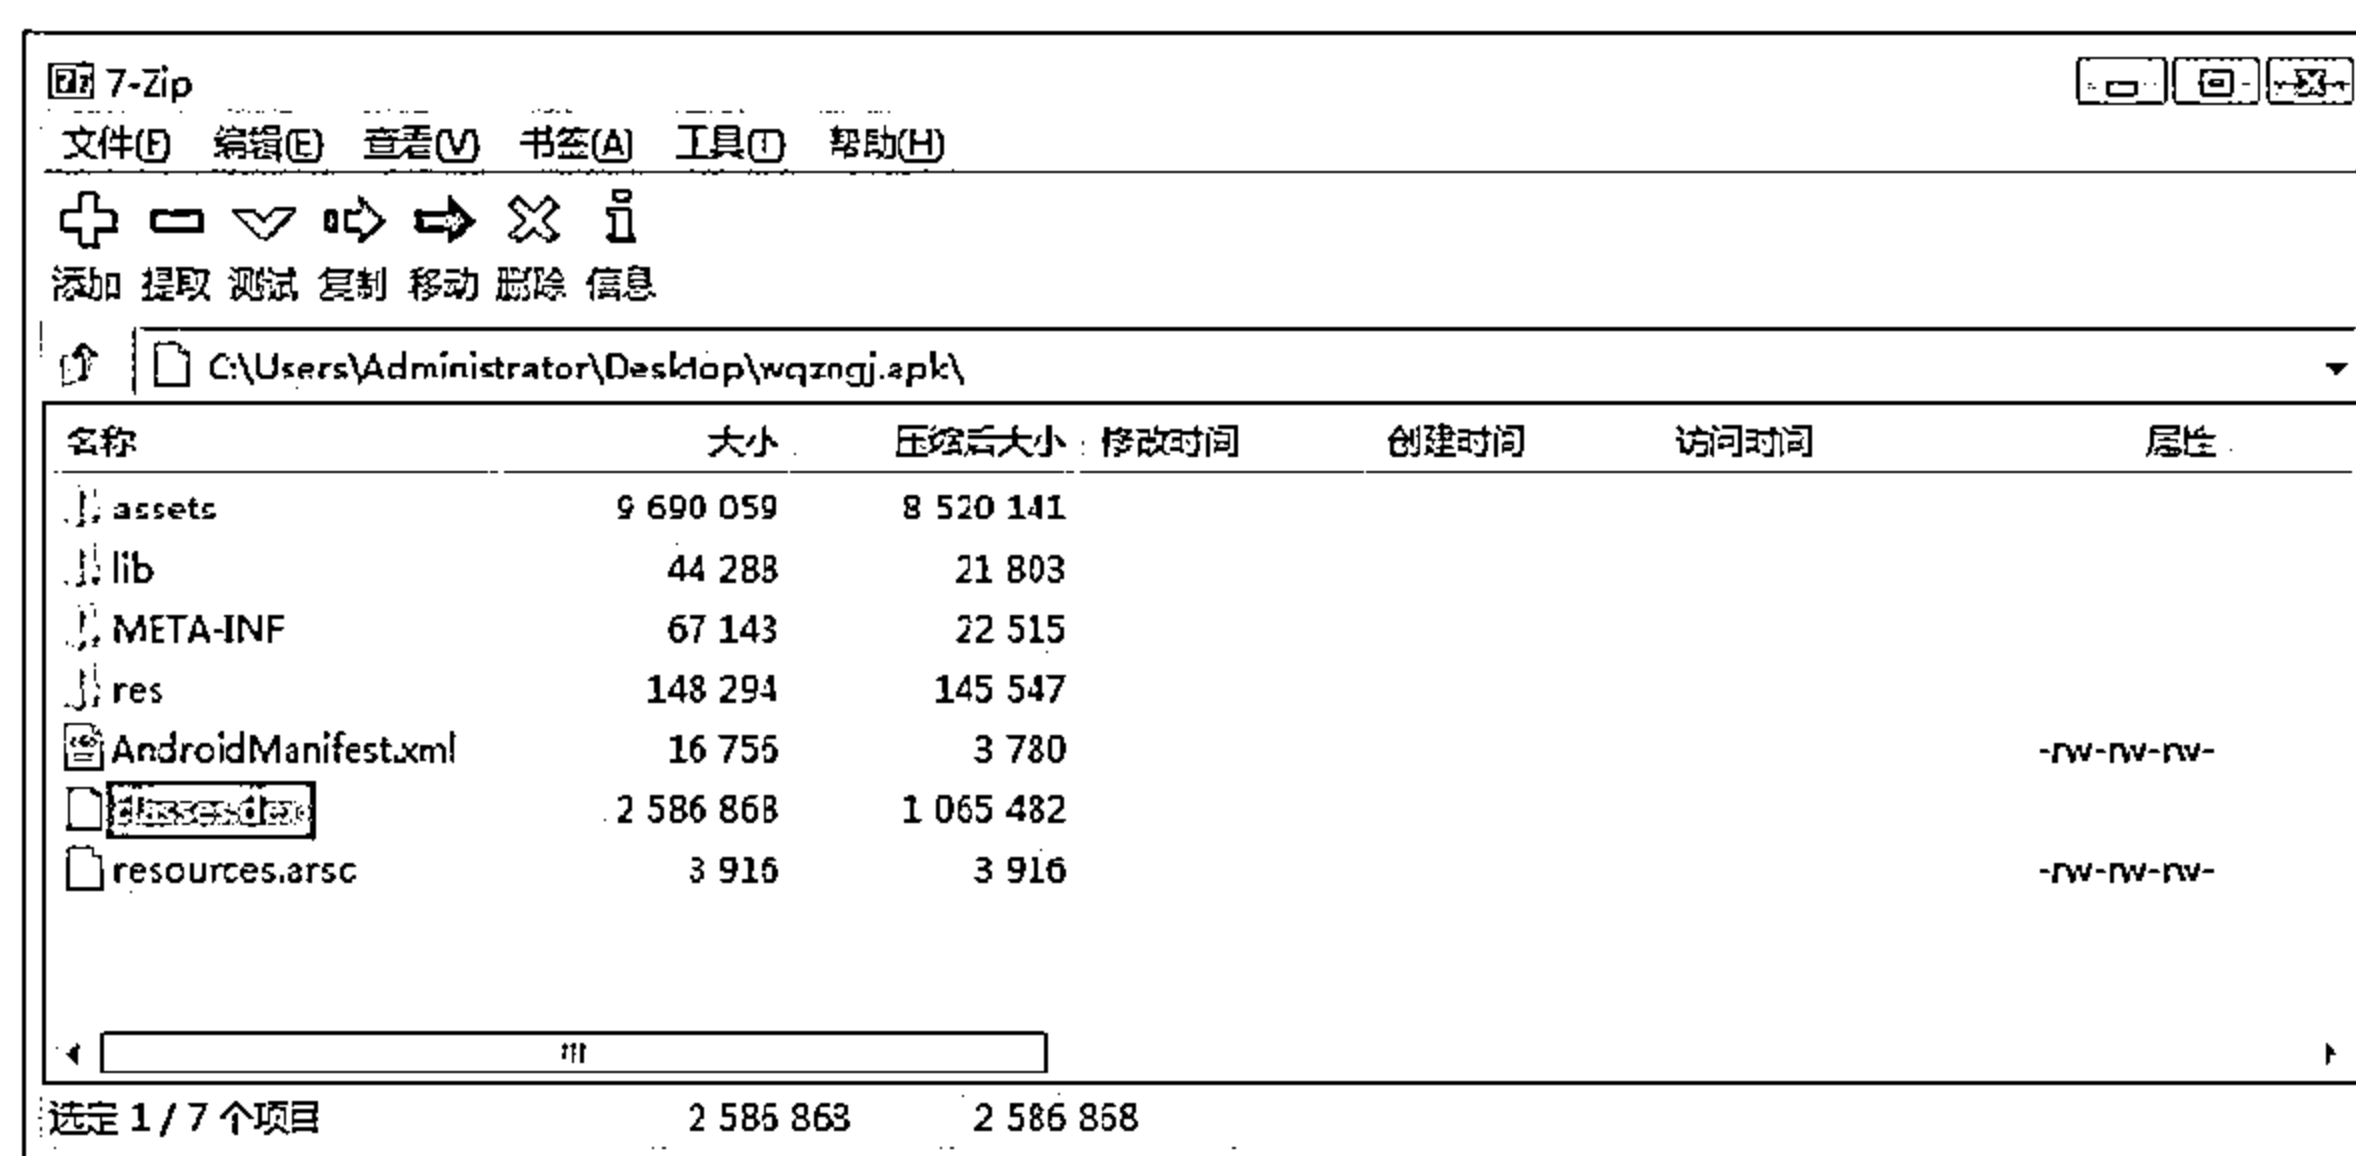 7-Zip
文件(F) 编辑(E) 查看(V) 书签(A) 工具(T) 帮助(H)
添加 提取 测试 复制 移动 删除 信息
C:\Users\Administrator\Desktop\wqzngj.apk\
名称 大小 压缩后大小 修改时间 创建时间 访问时间 属性
assets 9 690 059 8 520 141
lib 44 288 21 803
META-INF 67 143 22 515
res 148 294 145 547
AndroidManifest.xml 16 756 3 780 -rw-rw-rw-
classes.dex 2 586 868 1 065 482
resources.arsc 3 916 3 916 -rw-rw-rw-
选定 1 / 7 个项目 2 586 868 2 586 868